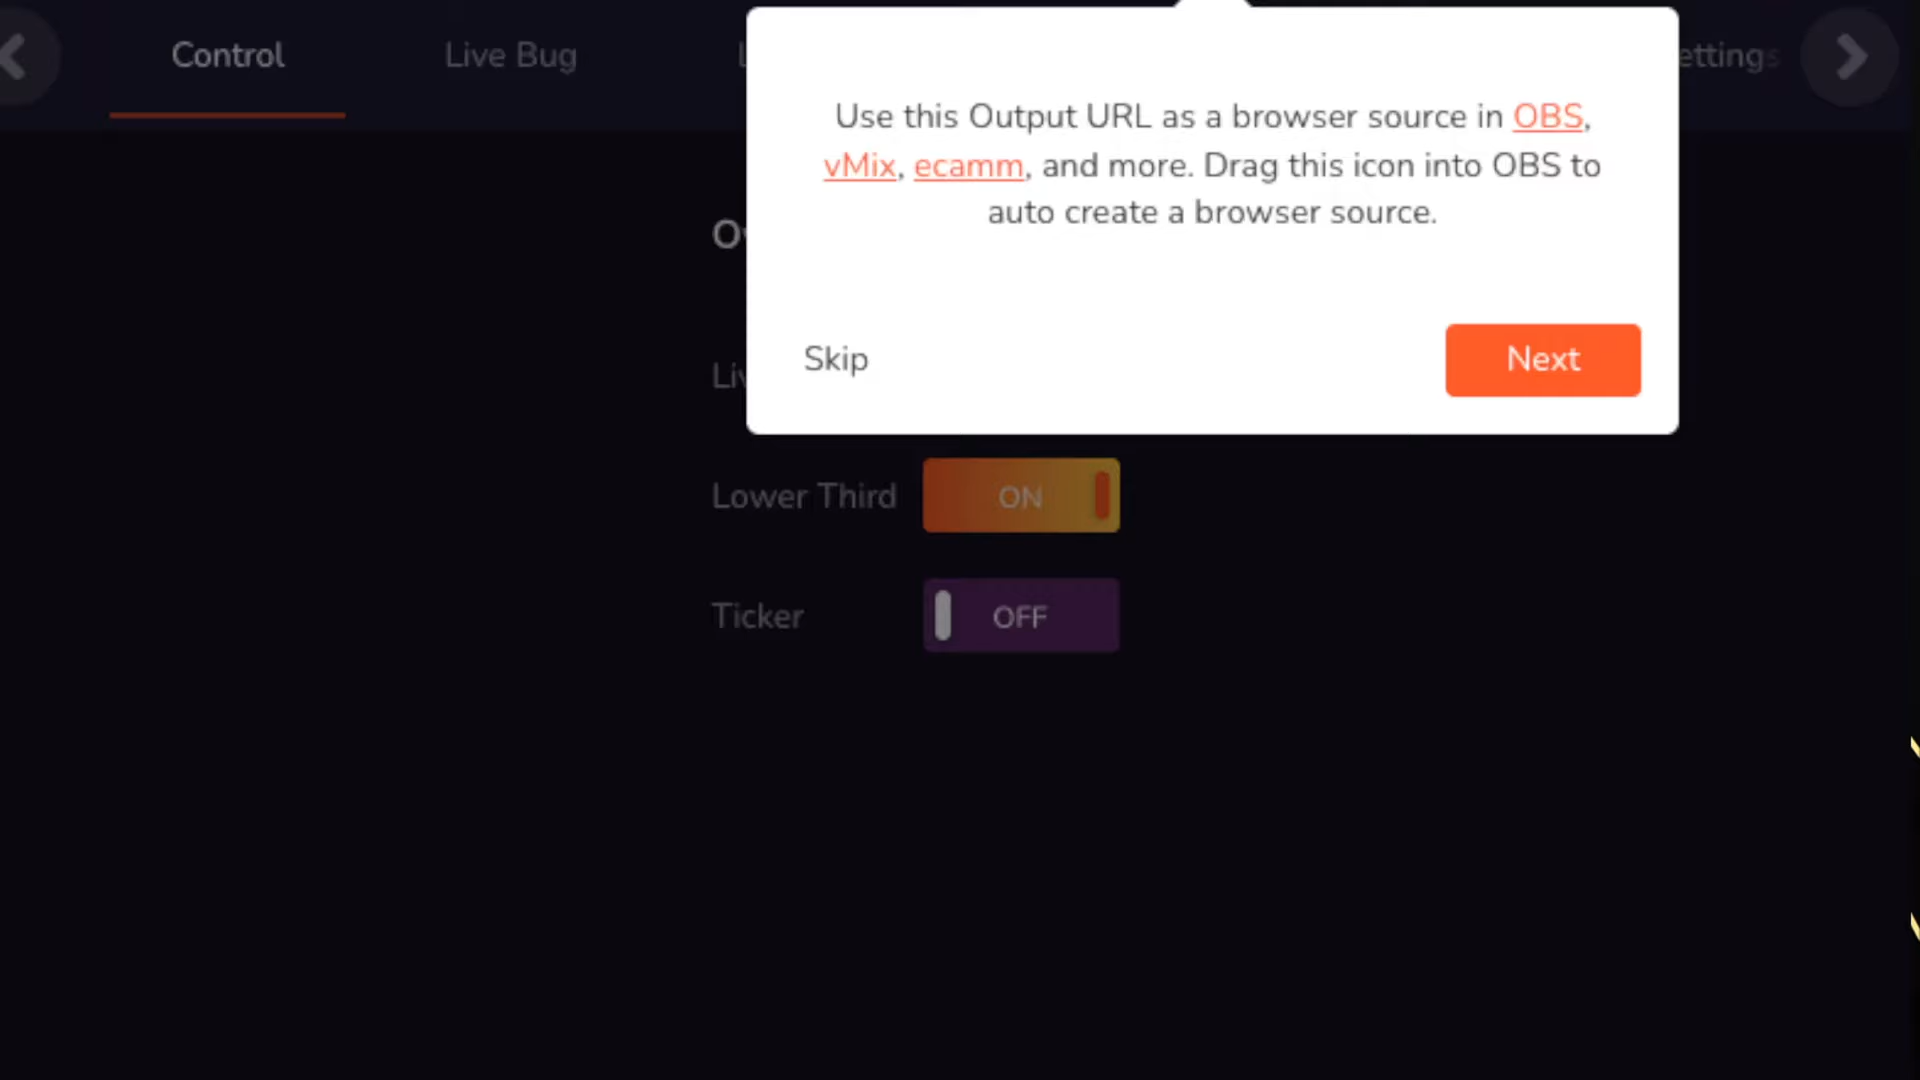 Control
Live Bug
Use this Output URL as a browser source in OBS,
vMix, ecamm, and more. Drag this icon into OBS to
auto create a browser source.
Skip
Next
Lower Third
ON
Ticker
OFF